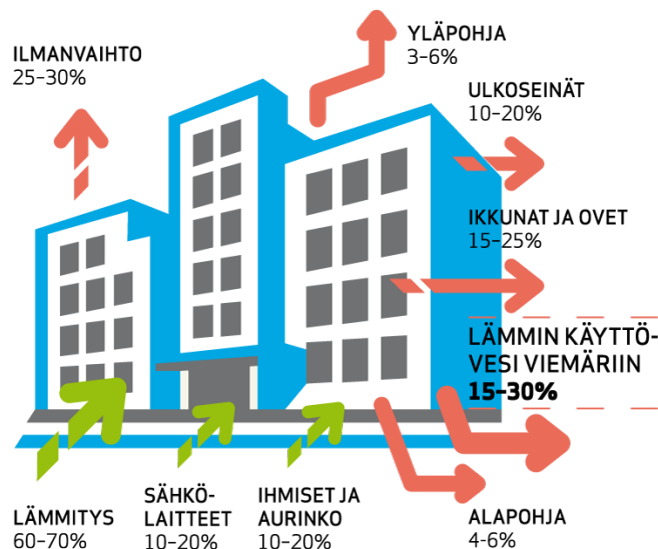 ILMANVAIHTO
25–30%
YLÄPOHJA
3–6%
ULKOSEINÄT
10–20%
IKKUNAT JA OVET
15–25%
LÄMMIN KÄYTTÖ-
VESI VIEMÄRIIN
15-30%
LÄMMITYS
60–70%
SÄHKÖ-
LAITTEET
10–20%
IHMISET JA
AURINKO
10–20%
ALAPOHJA
4-6%